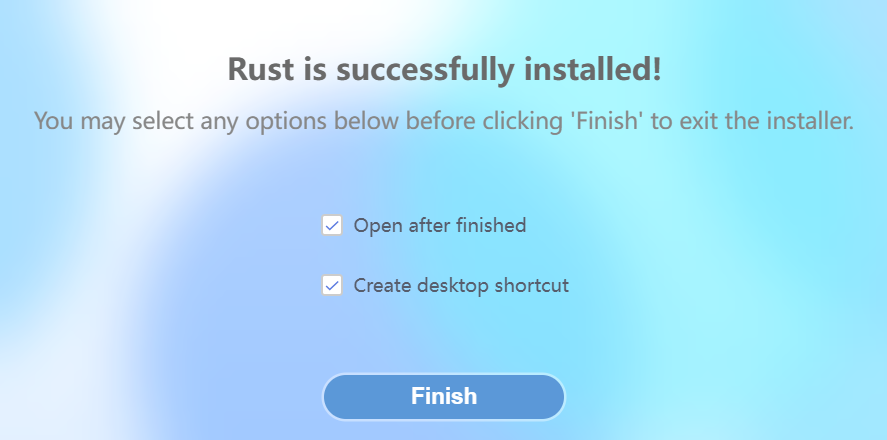 Rust is successfully installed!
You may select any options below before clicking 'Finish' to exit the installer.
Open after finished
Create desktop shortcut
Finish